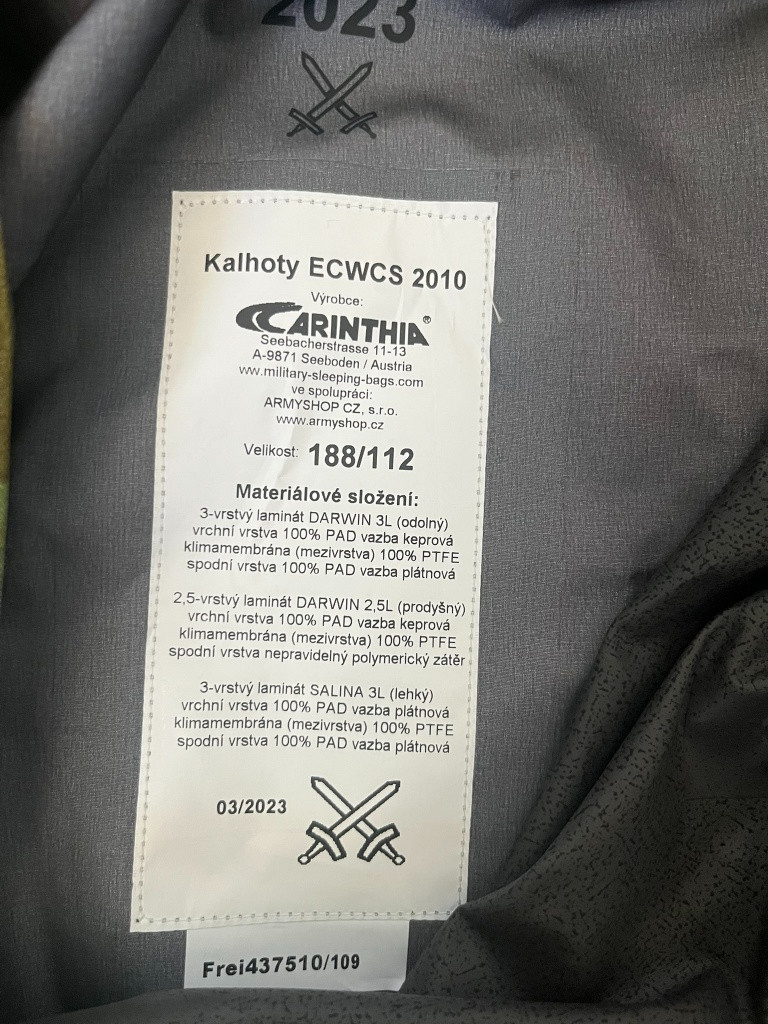 2023
Kalhoty ECWCS 2010
Výrobce:
CARINTHIA®
Seebacherstrasse 11-13
A-9871 Seeboden / Austria
www.military-sleeping-bags.com
ve spolupráci:
ARMYSHOP CZ, s.r.o.
www.armyshop.cz
Velikost: 188/112
Materiálové složení:
3-vrstvý laminát DARWIN 3L (odolný)
vrchní vrstva 100% PAD vazba keprová
klimamembrána (mezivrstva) 100% PTFE
spodní vrstva 100% PAD vazba plátnová
2,5-vrstvý laminát DARWIN 2,5L (prodyšný)
vrchní vrstva 100% PAD vazba keprová
klimamembrána (mezivrstva) 100% PTFE
spodní vrstva nepravidelný polymerický zátěr
3-vrstvý laminát SALINA 3L (lehký)
vrchní vrstva 100% PAD vazba plátnová
klimamembrána (mezivrstva) 100% PTFE
spodní vrstva 100% PAD vazba plátnová
03/2023
Frei437510/109